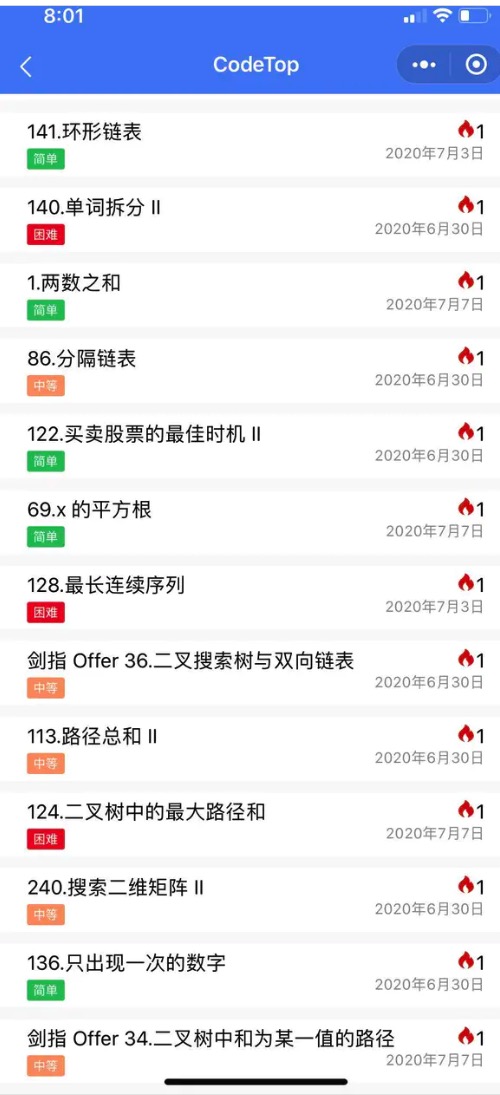 8:01
CodeTop
141.环形链表
1
简单
2020年7月3日
140.单词拆分 II
1
困难
2020年6月30日
1.两数之和
1
简单
2020年7月7日
86.分隔链表
1
中等
2020年6月30日
122.买卖股票的最佳时机 II
1
简单
2020年6月30日
69.x 的平方根
1
简单
2020年7月7日
128.最长连续序列
1
困难
2020年7月3日
剑指 Offer 36.二叉搜索树与双向链表
1
中等
2020年6月30日
113.路径总和 II
1
中等
2020年6月30日
124.二叉树中的最大路径和
1
困难
2020年7月7日
240.搜索二维矩阵 II
1
中等
2020年6月30日
136.只出现一次的数字
1
简单
2020年6月30日
剑指 Offer 34.二叉树中和为某一值的路径
1
中等
2020年7月7日